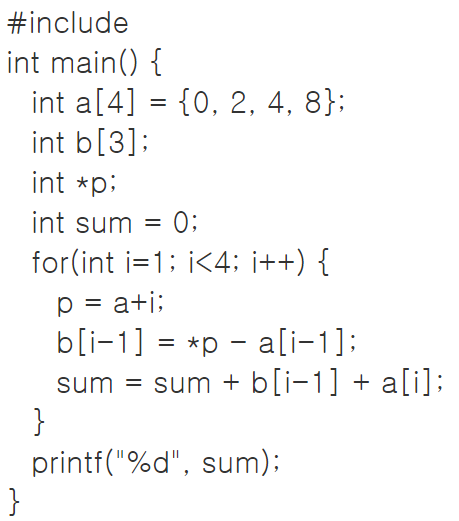 #include
int main() {
int a[4] = {0, 2, 4, 8};
int b[3];
int *p;
int sum = 0;
for(int i=1; i<4; i++) {
p = a+i;
b[i-1] = *p - a[i-1];
sum = sum + b[i-1] + a[i];
}
printf("%d", sum);
}